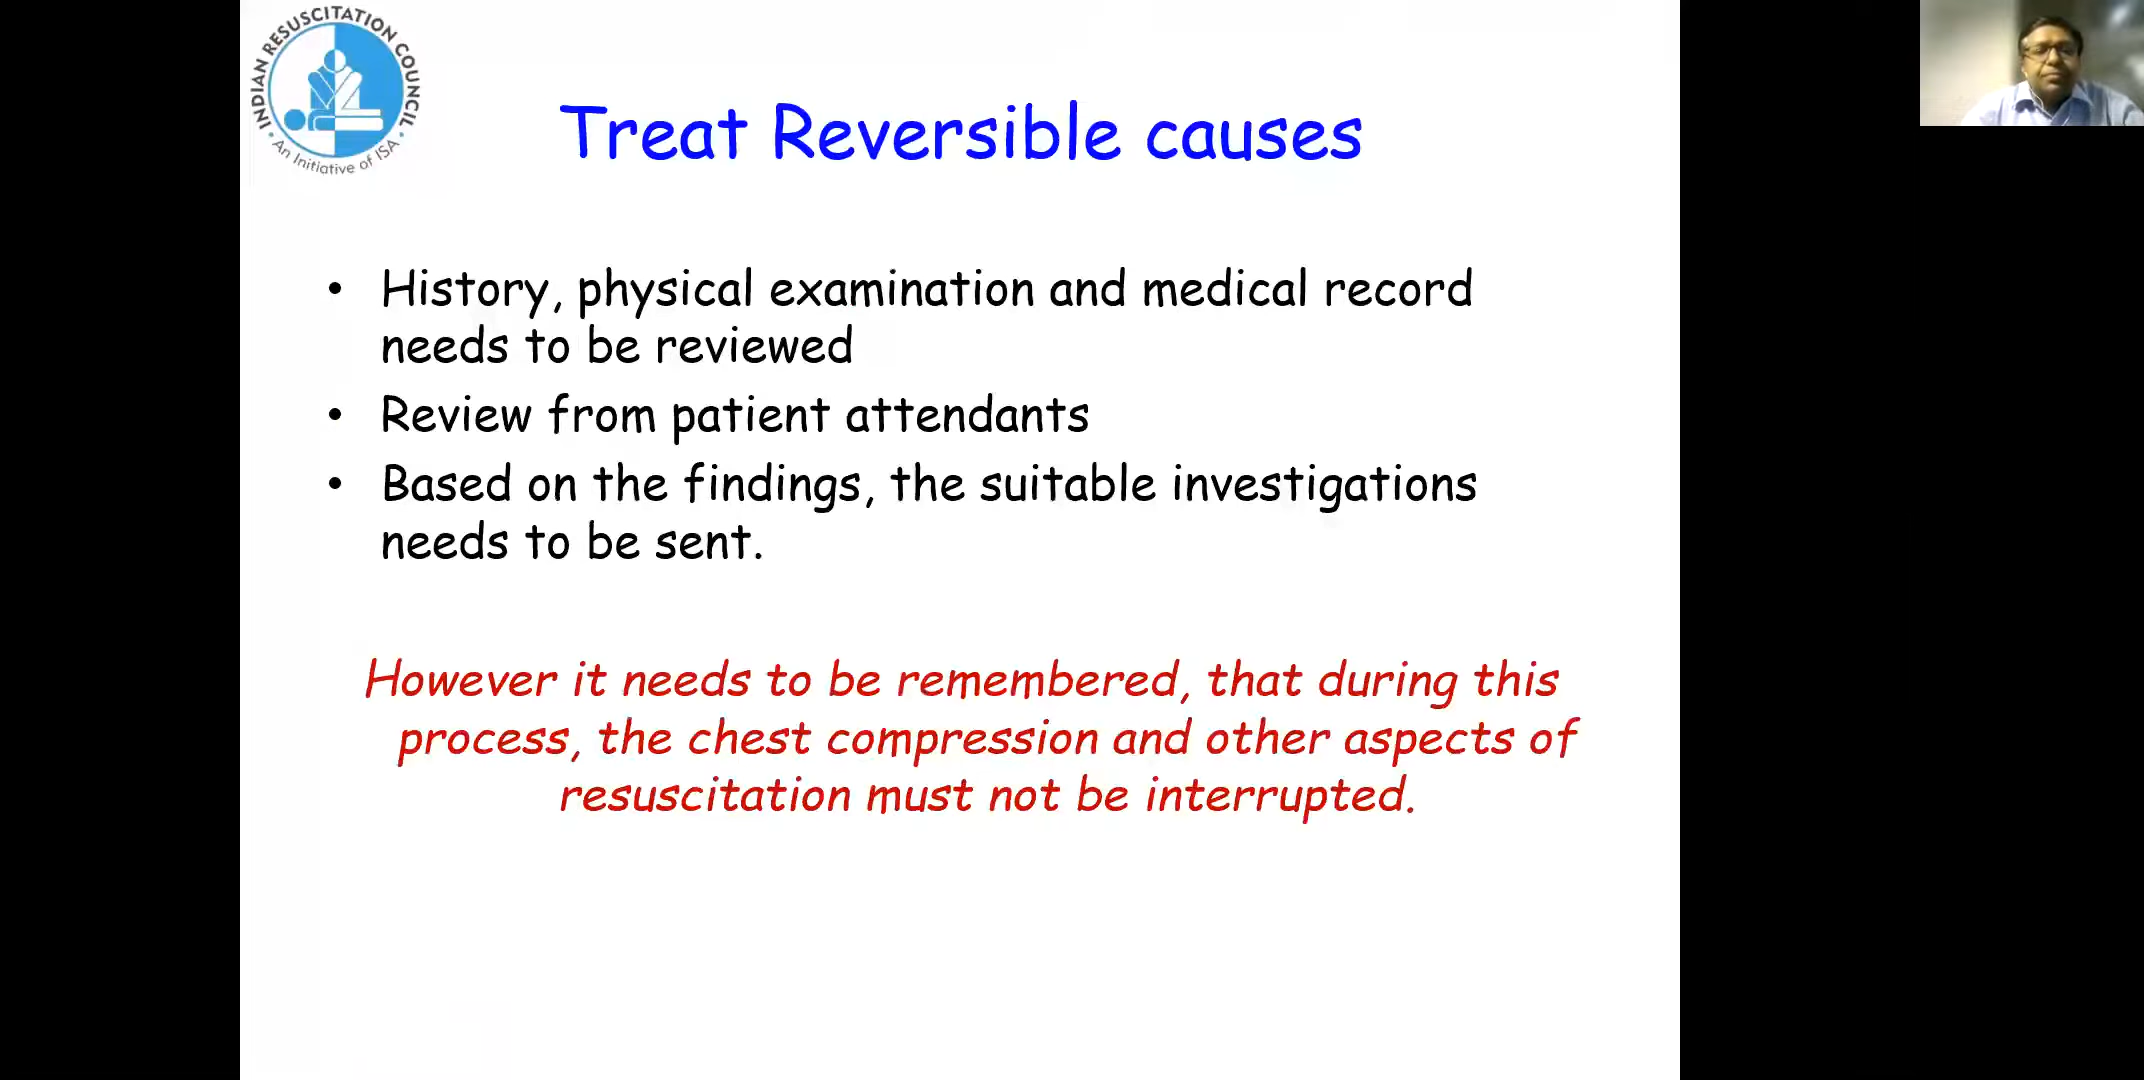 INDIAN RESUSCITATION COUNCIL
An Initiative of ISA
Treat Reversible causes
• History, physical examination and medical record
needs to be reviewed
• Review from patient attendants
• Based on the findings, the suitable investigations
needs to be sent.
However it needs to be remembered, that during this
process, the chest compression and other aspects of
resuscitation must not be interrupted.